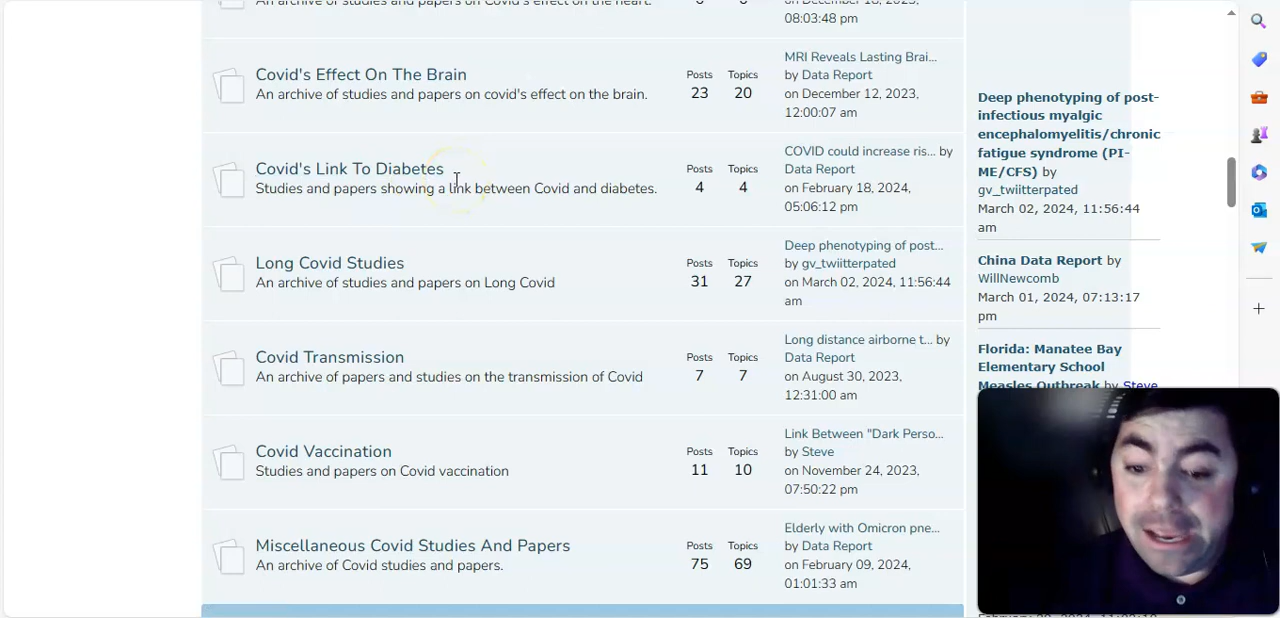 An archive of studies and papers on Covid's effect on the heart.
08:03:48 pm
Covid's Effect On The Brain
An archive of studies and papers on covid's effect on the brain.
Posts
23
Topics
20
MRI Reveals Lasting Brai...
by Data Report
on December 12, 2023,
12:00:07 am
Covid's Link To Diabetes
Studies and papers showing a link between Covid and diabetes.
Posts
4
Topics
4
COVID could increase ris... by
Data Report
on February 18, 2024,
05:06:12 pm
Long Covid Studies
An archive of studies and papers on Long Covid
Posts
31
Topics
27
Deep phenotyping of post...
by gv_twiitterpated
on March 02, 2024, 11:56:44
am
Covid Transmission
An archive of papers and studies on the transmission of Covid
Posts
7
Topics
7
Long distance airborne t... by
Data Report
on August 30, 2023,
12:31:00 am
Covid Vaccination
Studies and papers on Covid vaccination
Posts
11
Topics
10
Link Between "Dark Perso...
by Steve
on November 24, 2023,
07:50:22 pm
Miscellaneous Covid Studies And Papers
An archive of Covid studies and papers.
Posts
75
Topics
69
Elderly with Omicron pne...
by Data Report
on February 09, 2024,
01:01:33 am
Deep phenotyping of post-
infectious myalgic
encephalomyelitis/chronic
fatigue syndrome (PI-
ME/CFS) by
gv_twiitterpated
March 02, 2024, 11:56:44
am
China Data Report by
WillNewcomb
March 01, 2024, 07:13:17
pm
Florida: Manatee Bay
Elementary School
Measles Outbreak by Steve